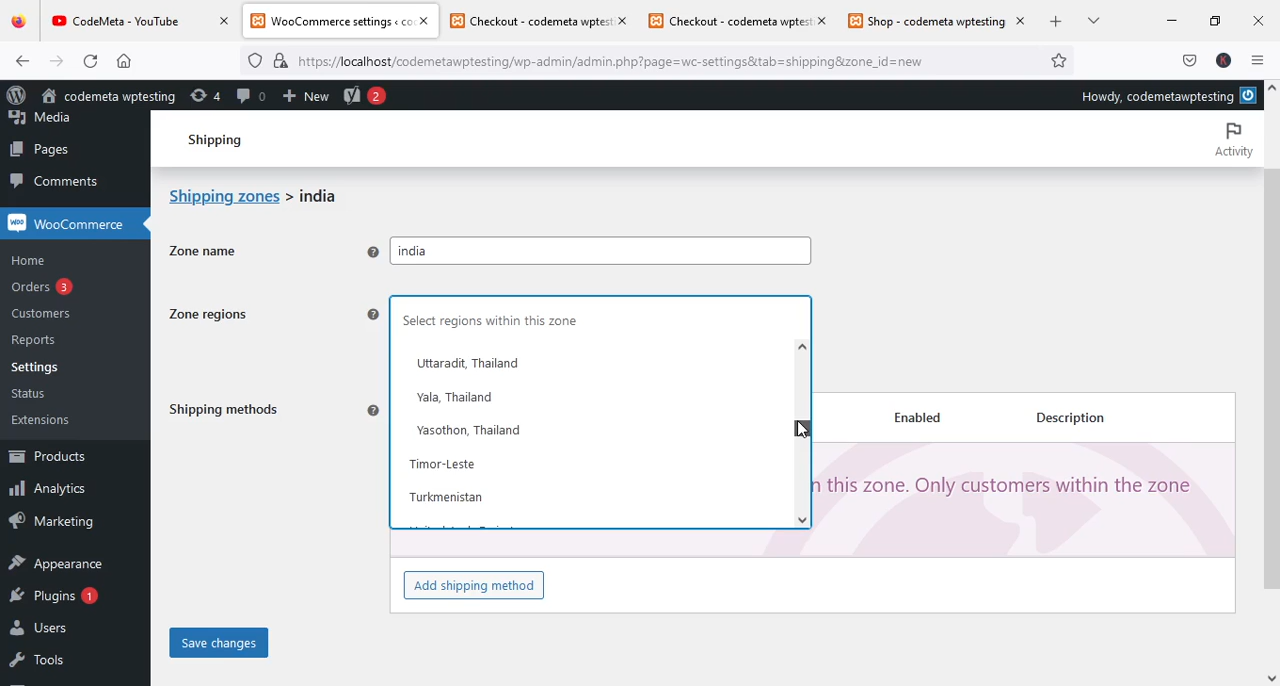 CodeMeta - YouTube
WooCommerce settings ‹ co
Checkout - codemeta wptesti
Checkout - codemeta wptesti
Shop - codemeta wptesting
https://localhost/codemetawptesting/wp-admin/admin.php?page=wc-settings&tab=shipping&zone_id=new
K
codemeta wptesting
4
0
New
2
Howdy, codemetawptesting
Media
Pages
Comments
WOO WooCommerce
Home
Orders 3
Customers
Reports
Settings
Status
Extensions
Products
Analytics
Marketing
Appearance
Plugins 1
Users
Tools
Shipping
Activity
Shipping zones > india
Zone name
?
india
Zone regions
?
Select regions within this zone
Uttaradit, Thailand
Yala, Thailand
Yasothon, Thailand
Timor-Leste
Turkmenistan
Shipping methods
?
Enabled
Description
n this zone. Only customers within the zone
Add shipping method
Save changes